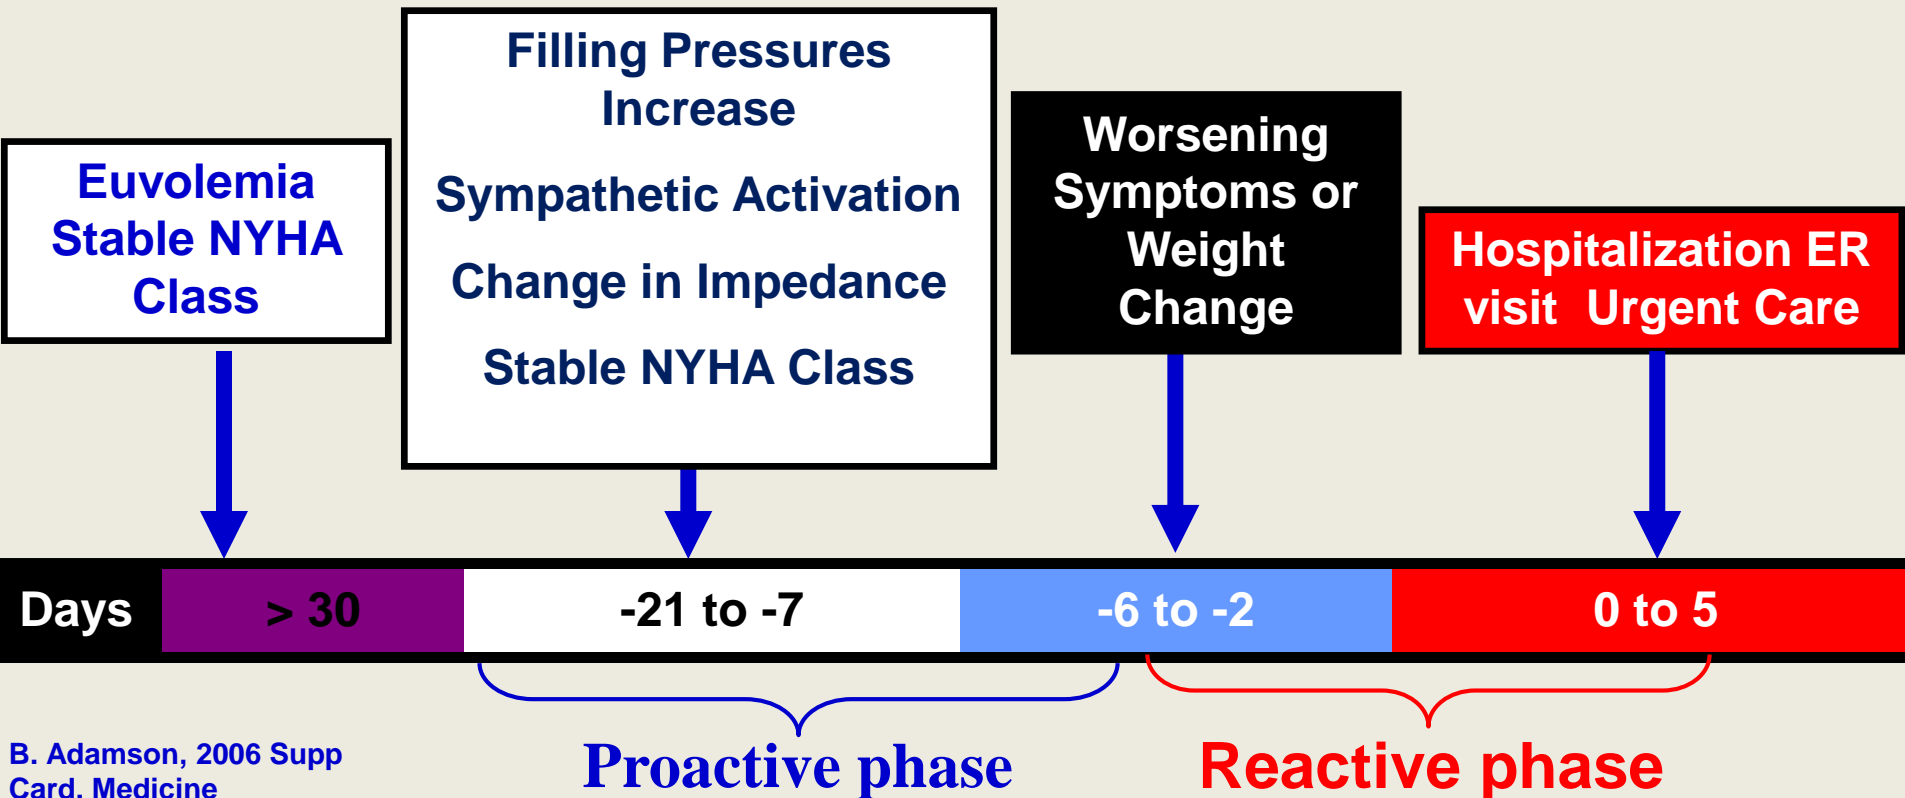 Euvolemia
Stable NYHA
Class
Filling Pressures
Increase
Sympathetic Activation
Change in Impedance
Stable NYHA Class
Worsening
Symptoms or
Weight
Change
Hospitalization ER
visit Urgent Care
Days > 30 -21 to -7 -6 to -2 0 to 5
Proactive phase
Reactive phase
B. Adamson, 2006 Supp
Card. Medicine